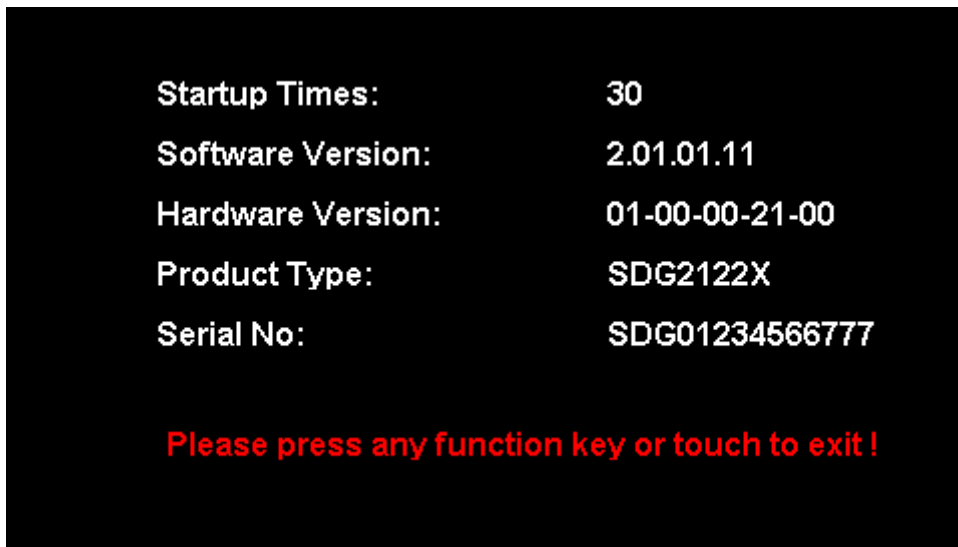 Startup Times: 30
Software Version: 2.01.01.11
Hardware Version: 01-00-00-21-00
Product Type: SDG2122X
Serial No: SDG01234566777
Please press any function key or touch to exit !